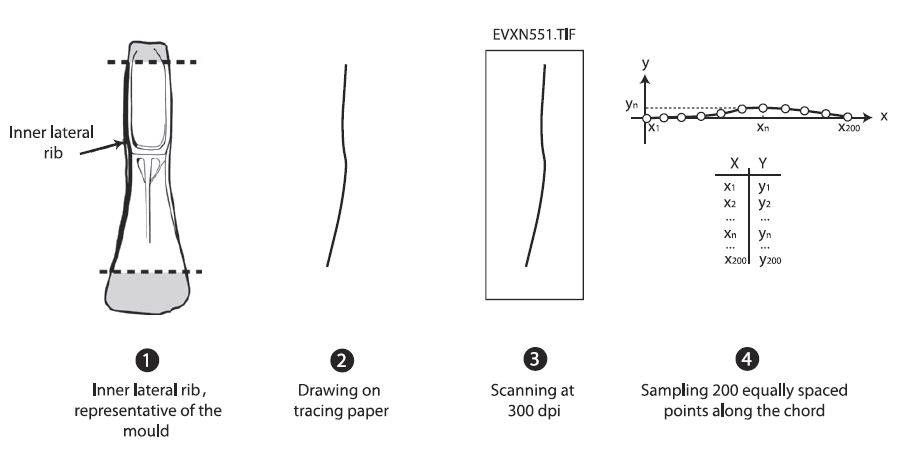 EVXN551.TIF
Inner lateral
rib
y
yn
x1
xn
x200
x
X Y
x1 y1
x2 y2
... ...
xn yn
... ...
x200 y200
1
Inner lateral rib,
representative of the
mould
2
Drawing on
tracing paper
3
Scanning at
300 dpi
4
Sampling 200 equally spaced
points along the chord